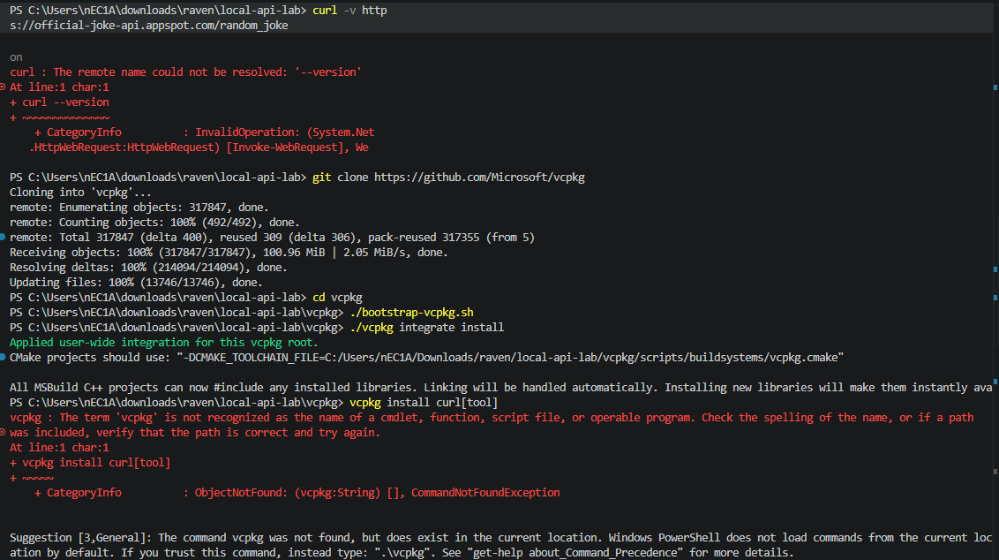 PS C:\Users\nEC1A\downloads\raven\local-api-lab> curl -v http
s://official-joke-api.appspot.com/random_joke
on
curl : The remote name could not be resolved: '--version'
At line:1 char:1
+ curl --version
+ ~~~~~~~~~~~~~~
    + CategoryInfo          : InvalidOperation: (System.Net
   .HttpWebRequest:HttpWebRequest) [Invoke-WebRequest], We
PS C:\Users\nEC1A\downloads\raven\local-api-lab> git clone https://github.com/Microsoft/vcpkg
Cloning into 'vcpkg'...
remote: Enumerating objects: 317847, done.
remote: Counting objects: 100% (492/492), done.
remote: Total 317847 (delta 400), reused 309 (delta 306), pack-reused 317355 (from 5)
Receiving objects: 100% (317847/317847), 100.96 MiB | 2.05 MiB/s, done.
Resolving deltas: 100% (214094/214094), done.
Updating files: 100% (13746/13746), done.
PS C:\Users\nEC1A\downloads\raven\local-api-lab> cd vcpkg
PS C:\Users\nEC1A\downloads\raven\local-api-lab\vcpkg> ./bootstrap-vcpkg.sh
PS C:\Users\nEC1A\downloads\raven\local-api-lab\vcpkg> ./vcpkg integrate install
Applied user-wide integration for this vcpkg root.
CMake projects should use: "-DCMAKE_TOOLCHAIN_FILE=C:/Users/nEC1A/Downloads/raven/local-api-lab/vcpkg/scripts/buildsystems/vcpkg.cmake"
All MSBuild C++ projects can now #include any installed libraries. Linking will be handled automatically. Installing new libraries will make them instantly ava
PS C:\Users\nEC1A\downloads\raven\local-api-lab\vcpkg> vcpkg install curl[tool]
vcpkg : The term 'vcpkg' is not recognized as the name of a cmdlet, function, script file, or operable program. Check the spelling of the name, or if a path
was included, verify that the path is correct and try again.
At line:1 char:1
+ vcpkg install curl[tool]
+ ~~~~~
    + CategoryInfo          : ObjectNotFound: (vcpkg:String) [], CommandNotFoundException
Suggestion [3,General]: The command vcpkg was not found, but does exist in the current location. Windows PowerShell does not load commands from the current loc
ation by default. If you trust this command, instead type: ".\vcpkg". See "get-help about_Command_Precedence" for more details.